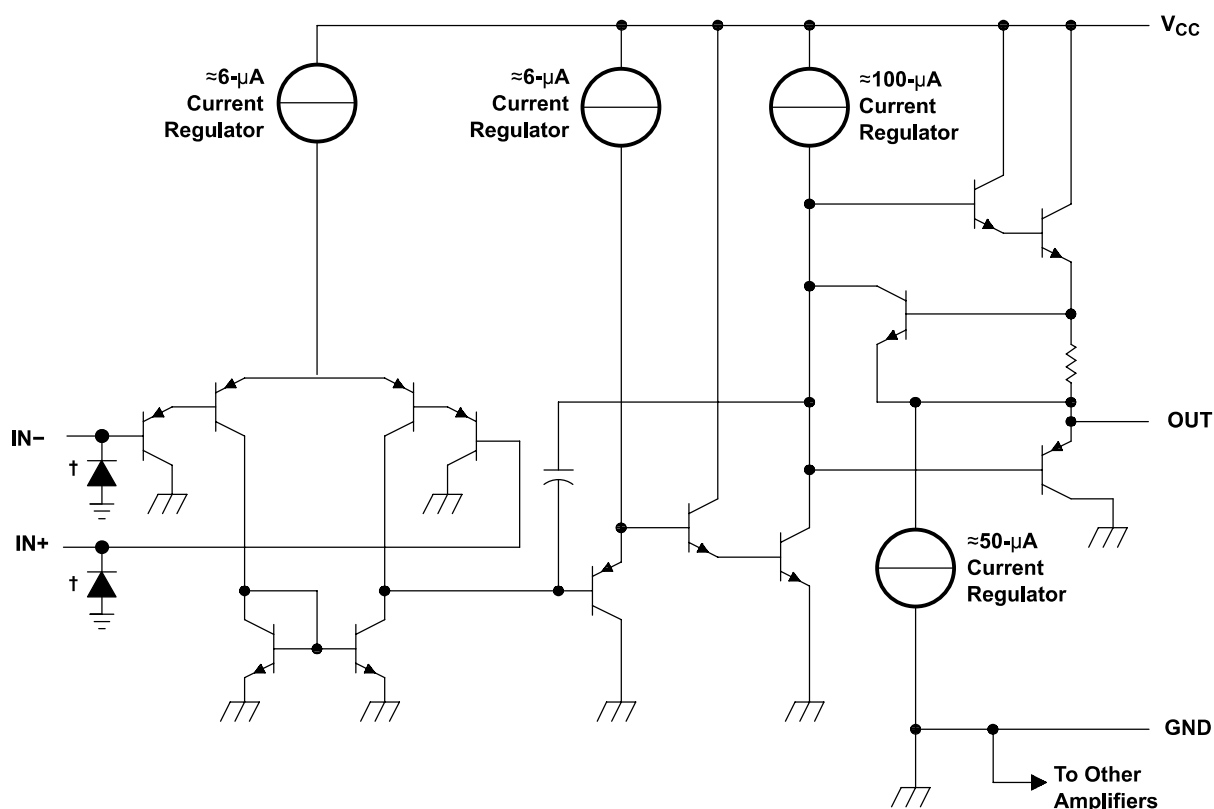 VCC
≈6-µA
Current
Regulator
≈6-µA
Current
Regulator
≈100-µA
Current
Regulator
IN−
†
IN+
†
OUT
≈50-µA
Current
Regulator
GND
To Other
Amplifiers